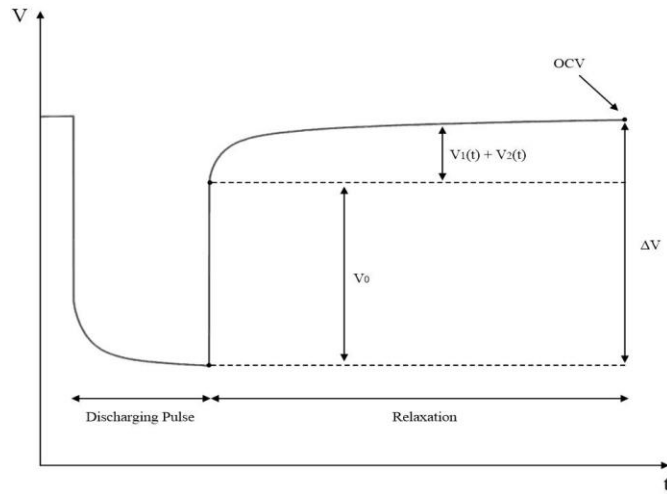 V
OCV
V₁(t) + V₂(t)
V₀
ΔV
Discharging Pulse
Relaxation
t